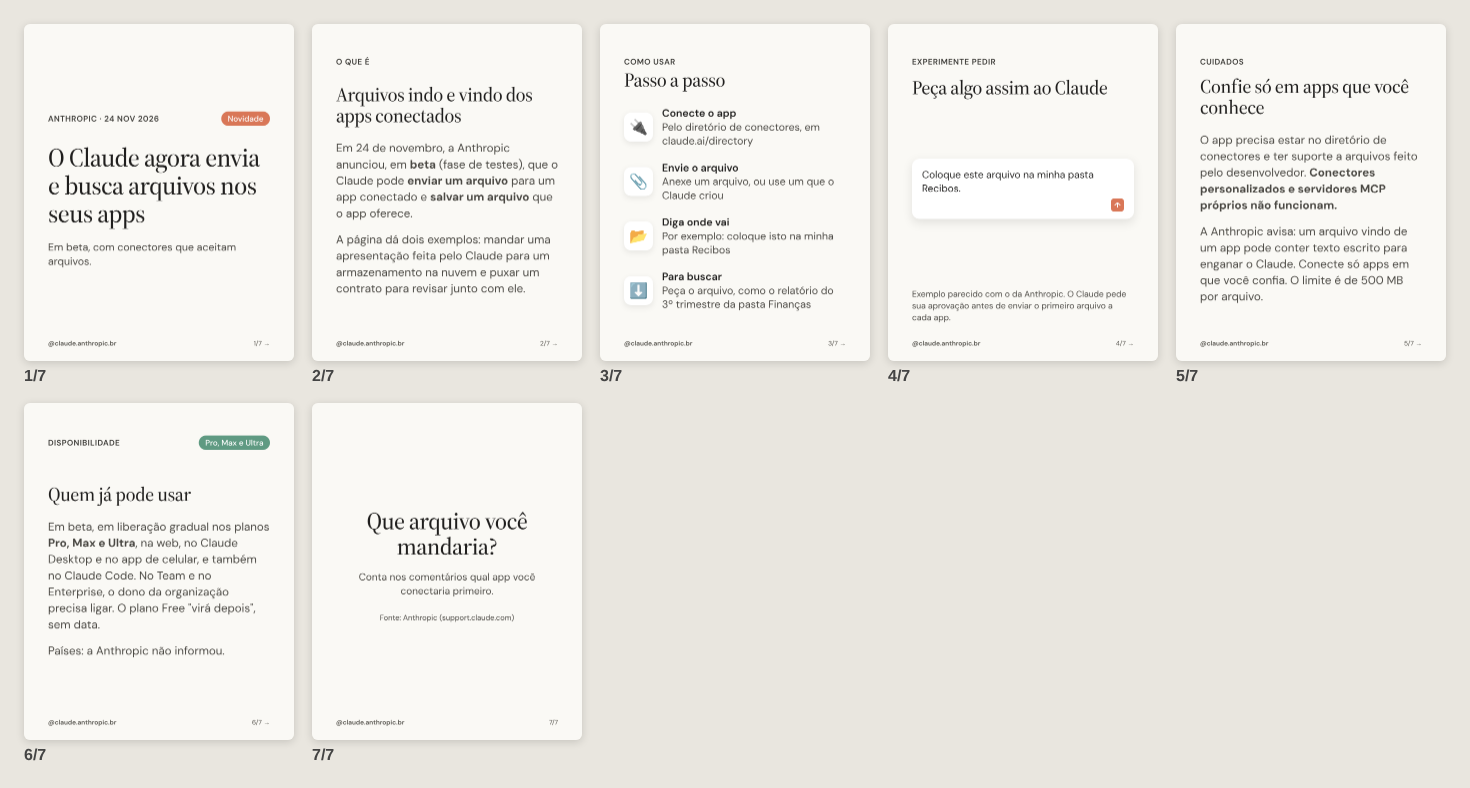 ANTHROPIC · 24 NOV 2026
Novidade
O Claude agora envia
e busca arquivos nos
seus apps
Em beta, com conectores que aceitam
arquivos.
@claude.anthropic.br
1/7 →
1/7
O QUE É
Arquivos indo e vindo dos
apps conectados
Em 24 de novembro, a Anthropic
anunciou, em beta (fase de testes), que o
Claude pode enviar um arquivo para um
app conectado e salvar um arquivo que
o app oferece.
A página dá dois exemplos: mandar uma
apresentação feita pelo Claude para um
armazenamento na nuvem e puxar um
contrato para revisar junto com ele.
@claude.anthropic.br
2/7 →
2/7
COMO USAR
Passo a passo
Conecte o app
Pelo diretório de conectores, em
claude.ai/directory
Envie o arquivo
Anexe um arquivo, ou use um que o
Claude criou
Diga onde vai
Por exemplo: coloque isto na minha
pasta Recibos
Para buscar
Peça o arquivo, como o relatório do
3º trimestre da pasta Finanças
@claude.anthropic.br
3/7 →
3/7
EXPERIMENTE PEDIR
Peça algo assim ao Claude
Coloque este arquivo na minha pasta
Recibos.
Exemplo parecido com o da Anthropic. O Claude pede
sua aprovação antes de enviar o primeiro arquivo a
cada app.
@claude.anthropic.br
4/7 →
4/7
CUIDADOS
Confie só em apps que você
conhece
O app precisa estar no diretório de
conectores e ter suporte a arquivos feito
pelo desenvolvedor. Conectores
personalizados e servidores MCP
próprios não funcionam.
A Anthropic avisa: um arquivo vindo de
um app pode conter texto escrito para
enganar o Claude. Conecte só apps em
que você confia. O limite é de 500 MB
por arquivo.
@claude.anthropic.br
5/7 →
5/7
DISPONIBILIDADE
Pro, Max e Ultra
Quem já pode usar
Em beta, em liberação gradual nos planos
Pro, Max e Ultra, na web, no Claude
Desktop e no app de celular, e também
no Claude Code. No Team e no
Enterprise, o dono da organização
precisa ligar. O plano Free "virá depois",
sem data.
Países: a Anthropic não informou.
@claude.anthropic.br
6/7 →
6/7
Que arquivo você
mandaria?
Conta nos comentários qual app você
conectaria primeiro.
Fonte: Anthropic (support.claude.com)
@claude.anthropic.br
7/7
7/7